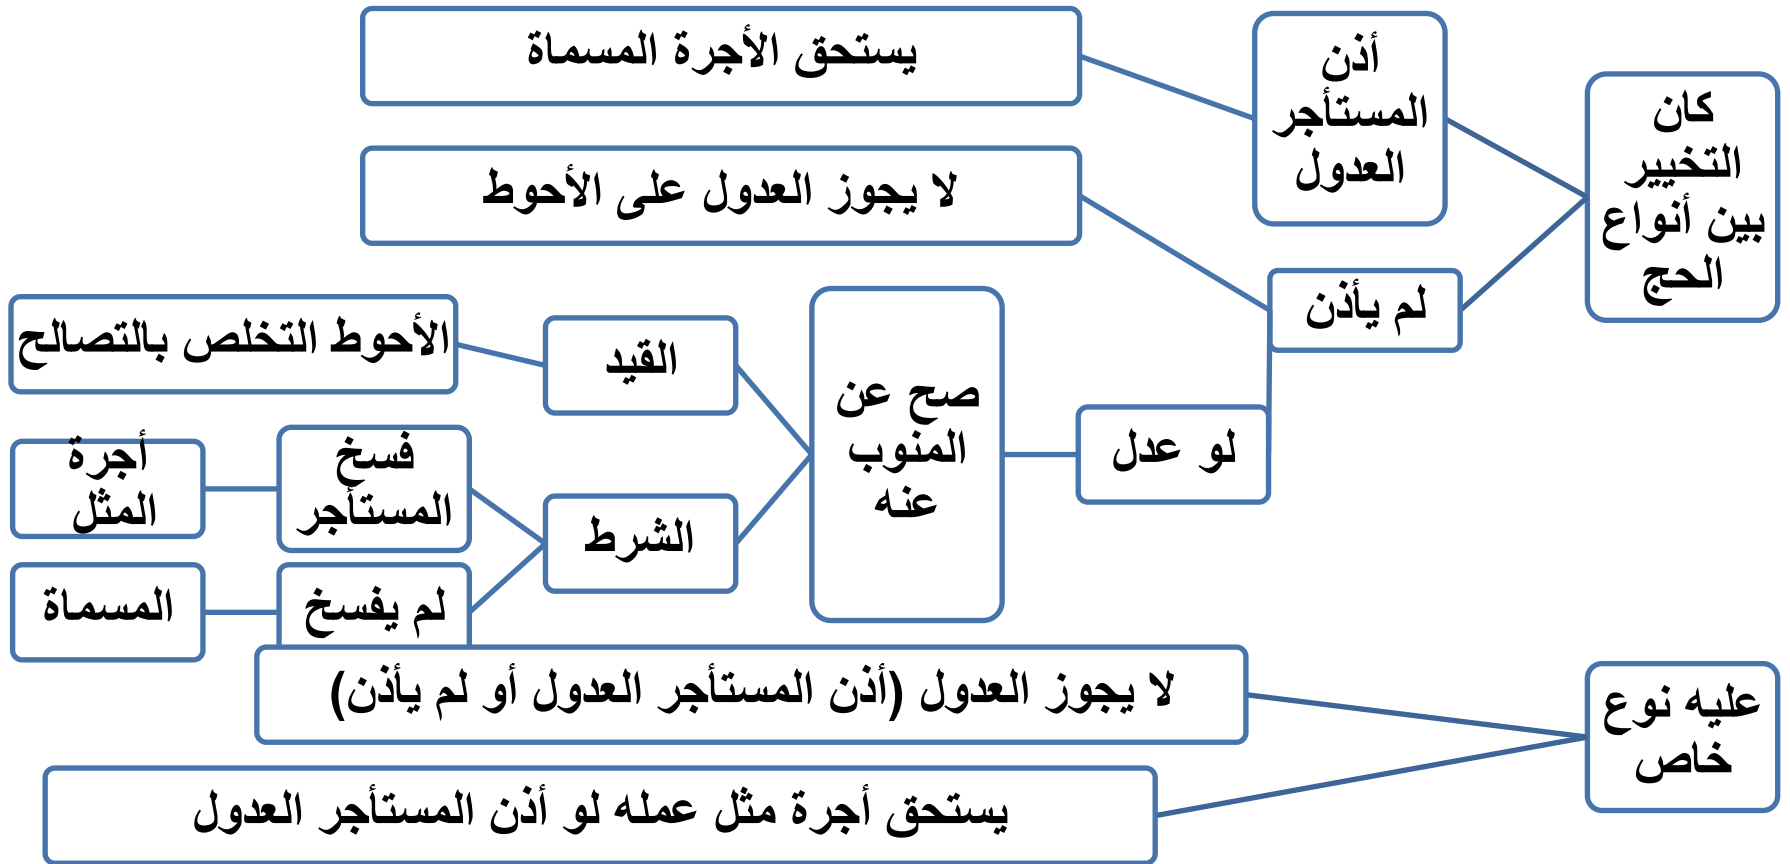 كان
التخيير
بين أنواع
الحج
أذن
المستأجر
العدول
يستحق الأجرة المسماة
لم يأذن
لا يجوز العدول على الأحوط
لو عدل
صح عن
المنوب
عنه
القيد
الأحوط التخلص بالتصالح
الشرط
فسخ
المستأجر
أجرة
المثل
لم يفسخ
المسماة
عليه نوع
خاص
لا يجوز العدول (أذن المستأجر العدول أو لم يأذن)
يستحق أجرة مثل عمله لو أذن المستأجر العدول